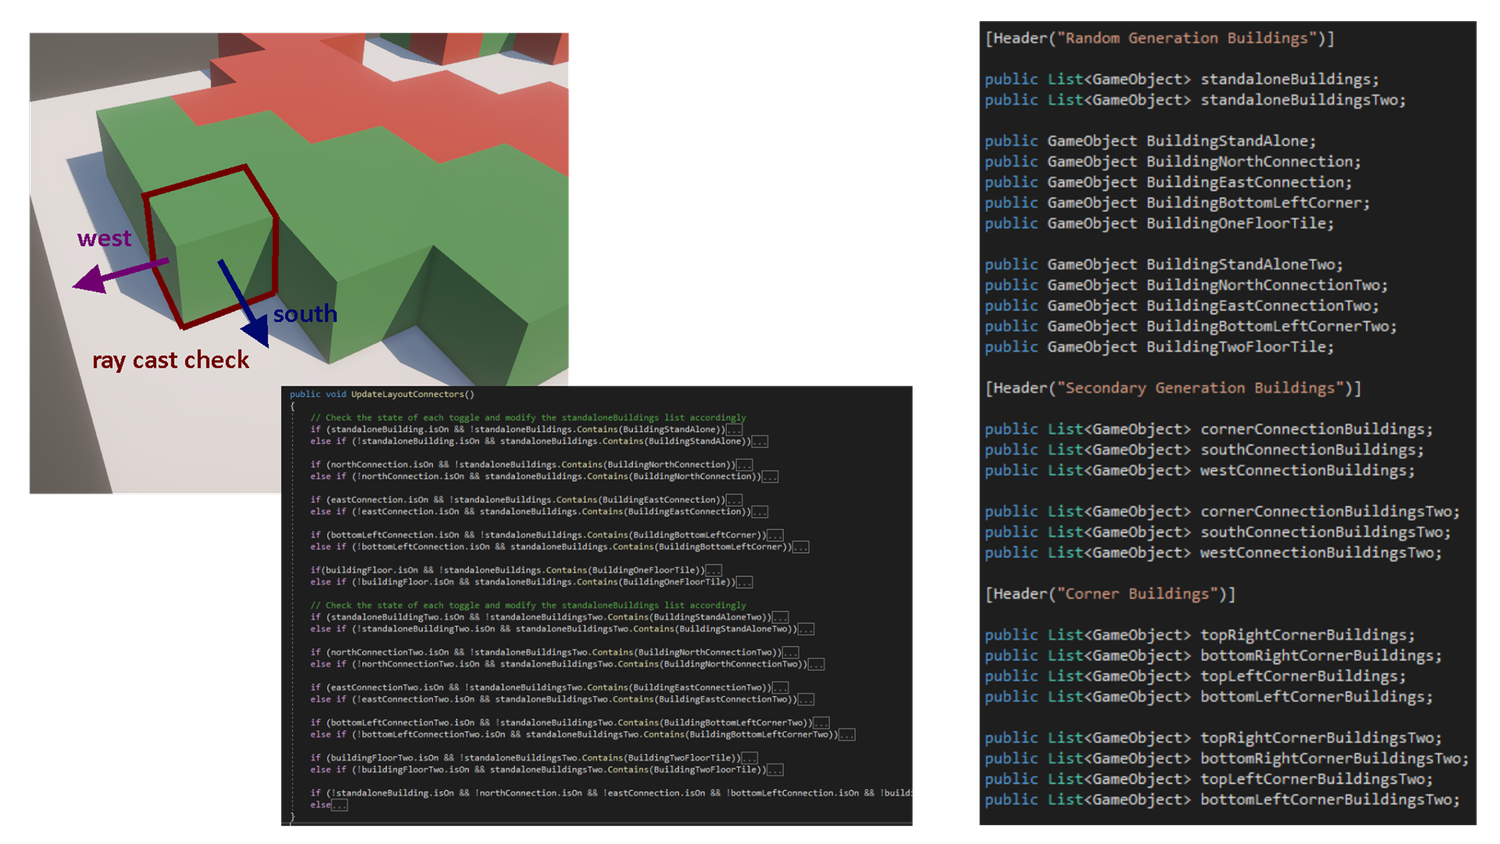 west
south
ray cast check
public void UpdateLayoutConnectors()
{
// Check the state of each toggle and modify the standaloneBuildings list accordingly
if (standaloneBuilding.isOn && !standaloneBuildings.Contains(BuildingStandAlone))...
else if (!standaloneBuilding.isOn && standaloneBuildings.Contains(BuildingStandAlone))...
if (northConnection.isOn && !standaloneBuildings.Contains(BuildingNorthConnection))...
else if (!northConnection.isOn && standaloneBuildings.Contains(BuildingNorthConnection))...
if (eastConnection.isOn && !standaloneBuildings.Contains(BuildingEastConnection))...
else if (!eastConnection.isOn && standaloneBuildings.Contains(BuildingEastConnection))...
if (bottomLeftConnection.isOn && !standaloneBuildings.Contains(BuildingBottomLeftCorner))...
else if (!bottomLeftConnection.isOn && standaloneBuildings.Contains(BuildingBottomLeftCorner))...
if(buildingFloor.isOn && !standaloneBuildings.Contains(BuildingOneFloorTile))...
else if (!buildingFloor.isOn && standaloneBuildings.Contains(BuildingOneFloorTile))...
// Check the state of each toggle and modify the standaloneBuildings list accordingly
if (standaloneBuildingTwo.isOn && !standaloneBuildingsTwo.Contains(BuildingStandAloneTwo))...
else if (!standaloneBuildingTwo.isOn && standaloneBuildingsTwo.Contains(BuildingStandAloneTwo))...
if (northConnectionTwo.isOn && !standaloneBuildingsTwo.Contains(BuildingNorthConnectionTwo))...
else if (!northConnectionTwo.isOn && standaloneBuildingsTwo.Contains(BuildingNorthConnectionTwo))...
if (eastConnectionTwo.isOn && !standaloneBuildingsTwo.Contains(BuildingEastConnectionTwo))...
else if (!eastConnectionTwo.isOn && standaloneBuildingsTwo.Contains(BuildingEastConnectionTwo))...
if (bottomLeftConnectionTwo.isOn && !standaloneBuildingsTwo.Contains(BuildingBottomLeftCornerTwo))...
else if (!bottomLeftConnectionTwo.isOn && standaloneBuildingsTwo.Contains(BuildingBottomLeftCornerTwo))...
if (buildingFloorTwo.isOn && !standaloneBuildingsTwo.Contains(BuildingTwoFloorTile))...
else if (!buildingFloorTwo.isOn && standaloneBuildingsTwo.Contains(BuildingTwoFloorTile))...
if (!standaloneBuilding.isOn && !northConnection.isOn && !eastConnection.isOn && !bottomLeftConnection.isOn && !build
else...
}
[Header("Random Generation Buildings")]
public List<GameObject> standaloneBuildings;
public List<GameObject> standaloneBuildingsTwo;
public GameObject BuildingStandAlone;
public GameObject BuildingNorthConnection;
public GameObject BuildingEastConnection;
public GameObject BuildingBottomLeftCorner;
public GameObject BuildingOneFloorTile;
public GameObject BuildingStandAloneTwo;
public GameObject BuildingNorthConnectionTwo;
public GameObject BuildingEastConnectionTwo;
public GameObject BuildingBottomLeftCornerTwo;
public GameObject BuildingTwoFloorTile;
[Header("Secondary Generation Buildings")]
public List<GameObject> cornerConnectionBuildings;
public List<GameObject> southConnectionBuildings;
public List<GameObject> westConnectionBuildings;
public List<GameObject> cornerConnectionBuildingsTwo;
public List<GameObject> southConnectionBuildingsTwo;
public List<GameObject> westConnectionBuildingsTwo;
[Header("Corner Buildings")]
public List<GameObject> topRightCornerBuildings;
public List<GameObject> bottomRightCornerBuildings;
public List<GameObject> topLeftCornerBuildings;
public List<GameObject> bottomLeftCornerBuildings;
public List<GameObject> topRightCornerBuildingsTwo;
public List<GameObject> bottomRightCornerBuildingsTwo;
public List<GameObject> topLeftCornerBuildingsTwo;
public List<GameObject> bottomLeftCornerBuildingsTwo;